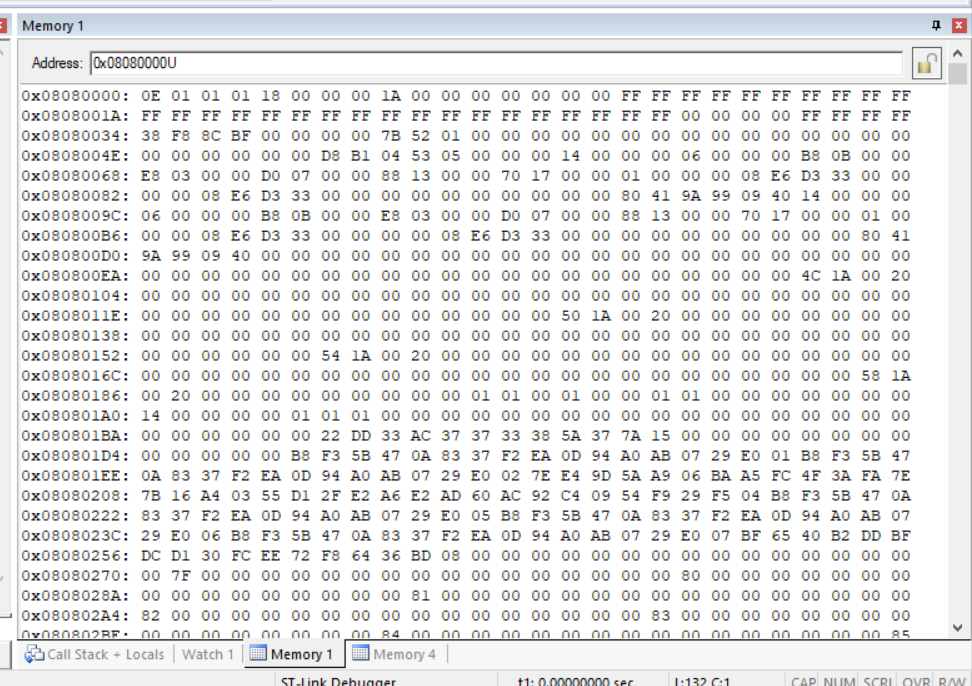 Memory 1
Address: 0x08080000U
0x08080000: 0E 01 01 01 18 00 00 00 1A 00 00 00 00 00 00 00 FF FF FF FF FF FF FF FF FF FF
0x0808001A: FF FF FF FF FF FF FF FF FF FF FF FF FF FF FF FF FF FF 00 00 00 00 FF FF FF FF
0x08080034: 38 F8 8C BF 00 00 00 00 7B 52 01 00 00 00 00 00 00 00 00 00 00 00 00 00 00 00
0x0808004E: 00 00 00 00 00 00 D8 B1 04 53 05 00 00 00 14 00 00 00 06 00 00 00 B8 0B 00 00
0x08080068: E8 03 00 00 D0 07 00 00 88 13 00 00 70 17 00 00 01 00 00 00 08 E6 D3 33 00 00
0x08080082: 00 00 08 E6 D3 33 00 00 00 00 00 00 00 00 00 00 80 41 9A 99 09 40 14 00 00 00
0x0808009C: 06 00 00 00 B8 0B 00 00 E8 03 00 00 D0 07 00 00 88 13 00 00 70 17 00 00 01 00
0x080800B6: 00 00 08 E6 D3 33 00 00 00 00 08 E6 D3 33 00 00 00 00 00 00 00 00 00 00 80 41
0x080800D0: 9A 99 09 40 00 00 00 00 00 00 00 00 00 00 00 00 00 00 00 00 00 00 00 00 00 00
0x080800EA: 00 00 00 00 00 00 00 00 00 00 00 00 00 00 00 00 00 00 00 00 00 00 4C 1A 00 20
0x08080104: 00 00 00 00 00 00 00 00 00 00 00 00 00 00 00 00 00 00 00 00 00 00 00 00 00 00
0x0808011E: 00 00 00 00 00 00 00 00 00 00 00 00 00 00 50 1A 00 20 00 00 00 00 00 00 00 00
0x08080138: 00 00 00 00 00 00 00 00 00 00 00 00 00 00 00 00 00 00 00 00 00 00 00 00 00 00
0x08080152: 00 00 00 00 00 00 54 1A 00 20 00 00 00 00 00 00 00 00 00 00 00 00 00 00 00 00
0x0808016C: 00 00 00 00 00 00 00 00 00 00 00 00 00 00 00 00 00 00 00 00 00 00 00 00 58 1A
0x08080186: 00 20 00 00 00 00 00 00 00 00 00 01 01 00 01 00 00 01 01 00 00 00 00 00 00 00
0x080801A0: 14 00 00 00 00 01 01 01 00 00 00 00 00 00 00 00 00 00 00 00 00 00 00 00 00 00
0x080801BA: 00 00 00 00 00 00 22 DD 33 AC 37 37 33 38 5A 37 7A 15 00 00 00 00 00 00 00 00
0x080801D4: 00 00 00 00 00 B8 F3 5B 47 0A 83 37 F2 EA 0D 94 A0 AB 07 29 E0 01 B8 F3 5B 47
0x080801EE: 0A 83 37 F2 EA 0D 94 A0 AB 07 29 E0 02 7E E4 9D 5A A9 06 BA A5 FC 4F 3A FA 7E
0x08080208: 7B 16 A4 03 55 D1 2F E2 A6 E2 AD 60 AC 92 C4 09 54 F9 29 F5 04 B8 F3 5B 47 0A
0x08080222: 83 37 F2 EA 0D 94 A0 AB 07 29 E0 05 B8 F3 5B 47 0A 83 37 F2 EA 0D 94 A0 AB 07
0x0808023C: 29 E0 06 B8 F3 5B 47 0A 83 37 F2 EA 0D 94 A0 AB 07 29 E0 07 BF 65 40 B2 DD BF
0x08080256: DC D1 30 FC EE 72 F8 64 36 BD 08 00 00 00 00 00 00 00 00 00 00 00 00 00 00 00
0x08080270: 00 7F 00 00 00 00 00 00 00 00 00 00 00 00 00 00 00 00 80 00 00 00 00 00 00 00
0x0808028A: 00 00 00 00 00 00 00 00 00 81 00 00 00 00 00 00 00 00 00 00 00 00 00 00 00 00
0x080802A4: 82 00 00 00 00 00 00 00 00 00 00 00 00 00 00 00 00 83 00 00 00 00 00 00 00 00
0x080802BE: 00 00 00 00 00 00 00 00 84 00 00 00 00 00 00 00 00 00 00 00 00 00 00 00 00 85
Call Stack + Locals Watch 1 Memory 1 Memory 4
ST-Link Debugger t1: 0.00000000 sec L:132 C:1 CAP NUM SCRL OVR R/W